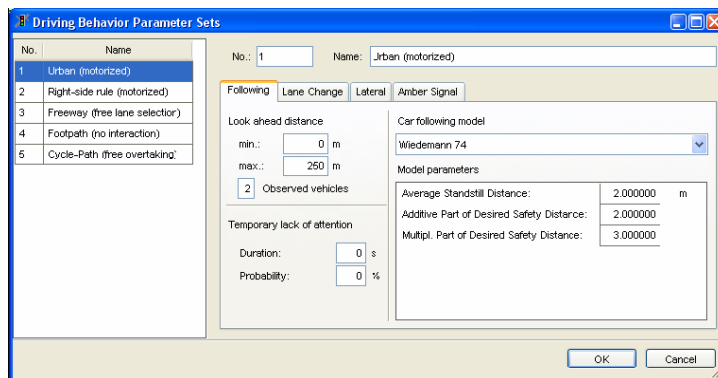 Driving Behavior Parameter Sets
No. Name
1 Urban (motorized)
2 Right-side rule (motorized)
3 Freeway (free lane selection)
4 Footpath (no interaction)
5 Cycle-Path (free overtaking)
No.: 1 Name: Urban (motorized)
Following Lane Change Lateral Amber Signal
Look ahead distance
min.: 0 m
max.: 250 m
2 Observed vehicles
Temporary lack of attention
Duration: 0 s
Probability: 0 %
Car following model
Wiedemann 74
Model parameters
Average Standstill Distance: 2.000000 m
Additive Part of Desired Safety Distance: 2.000000
Multipl. Part of Desired Safety Distance: 3.000000
OK Cancel